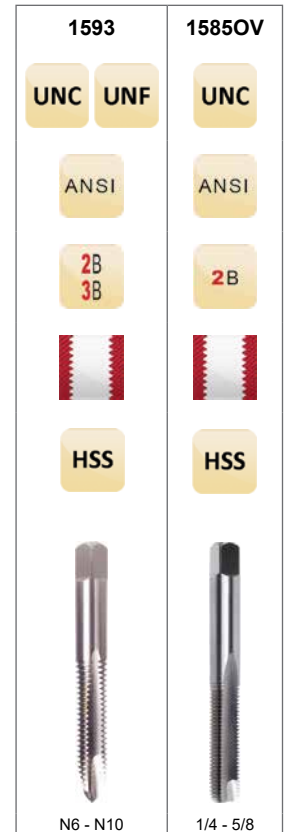 1593 1585OV
UNC UNF UNC
ANSI ANSI
2B
3B
2B
HSS HSS
N6 - N10 1/4 - 5/8